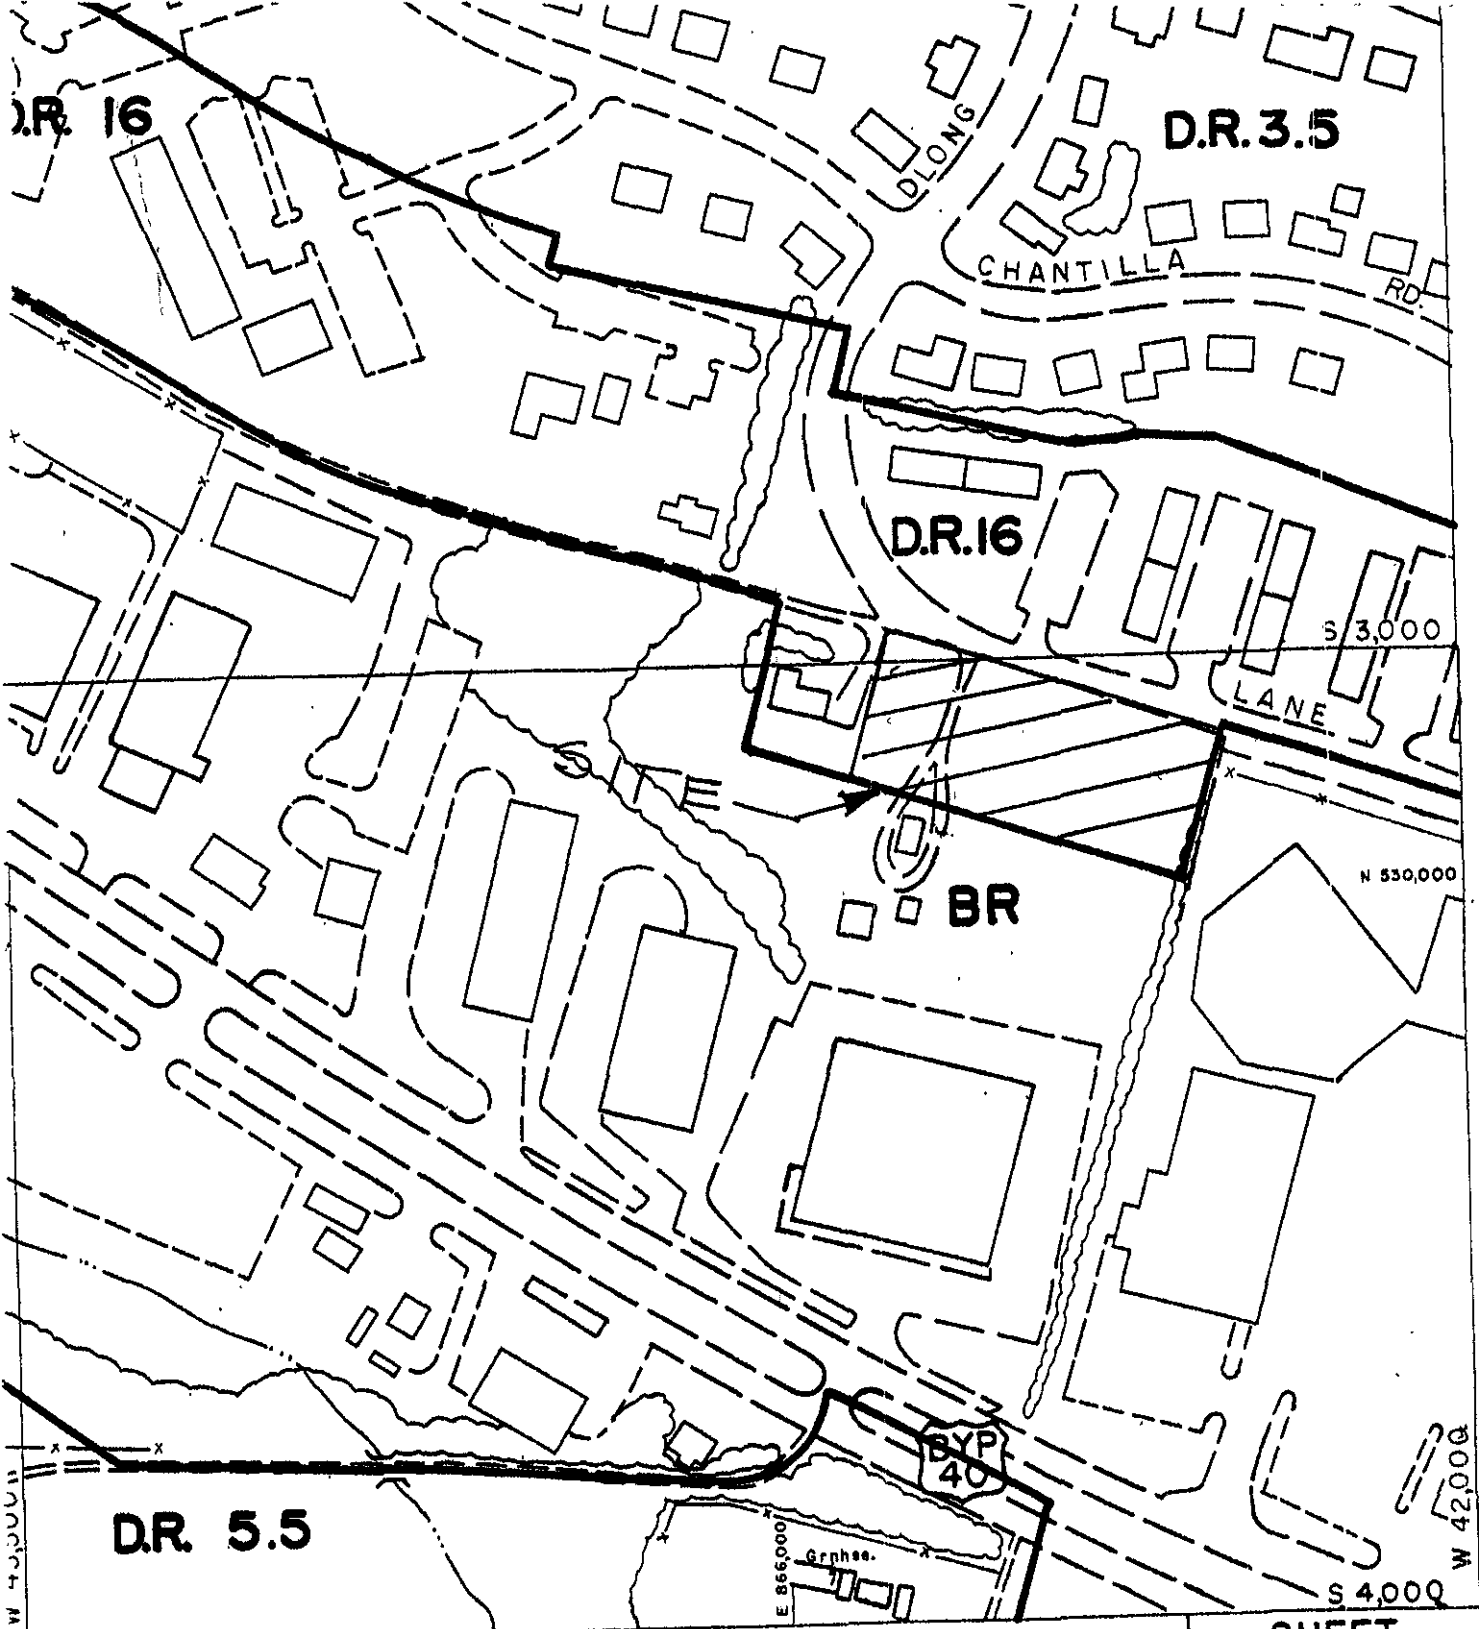 D.R. 16
D.R. 3.5
DLONG
CHANTILLA RD.
D.R. 16
S 3,000
LANE
N 530,000
BR
BYP
40
W 42,000
D.R. 5.5
E 866,000
Grnhse.
S 4,000
SHEET